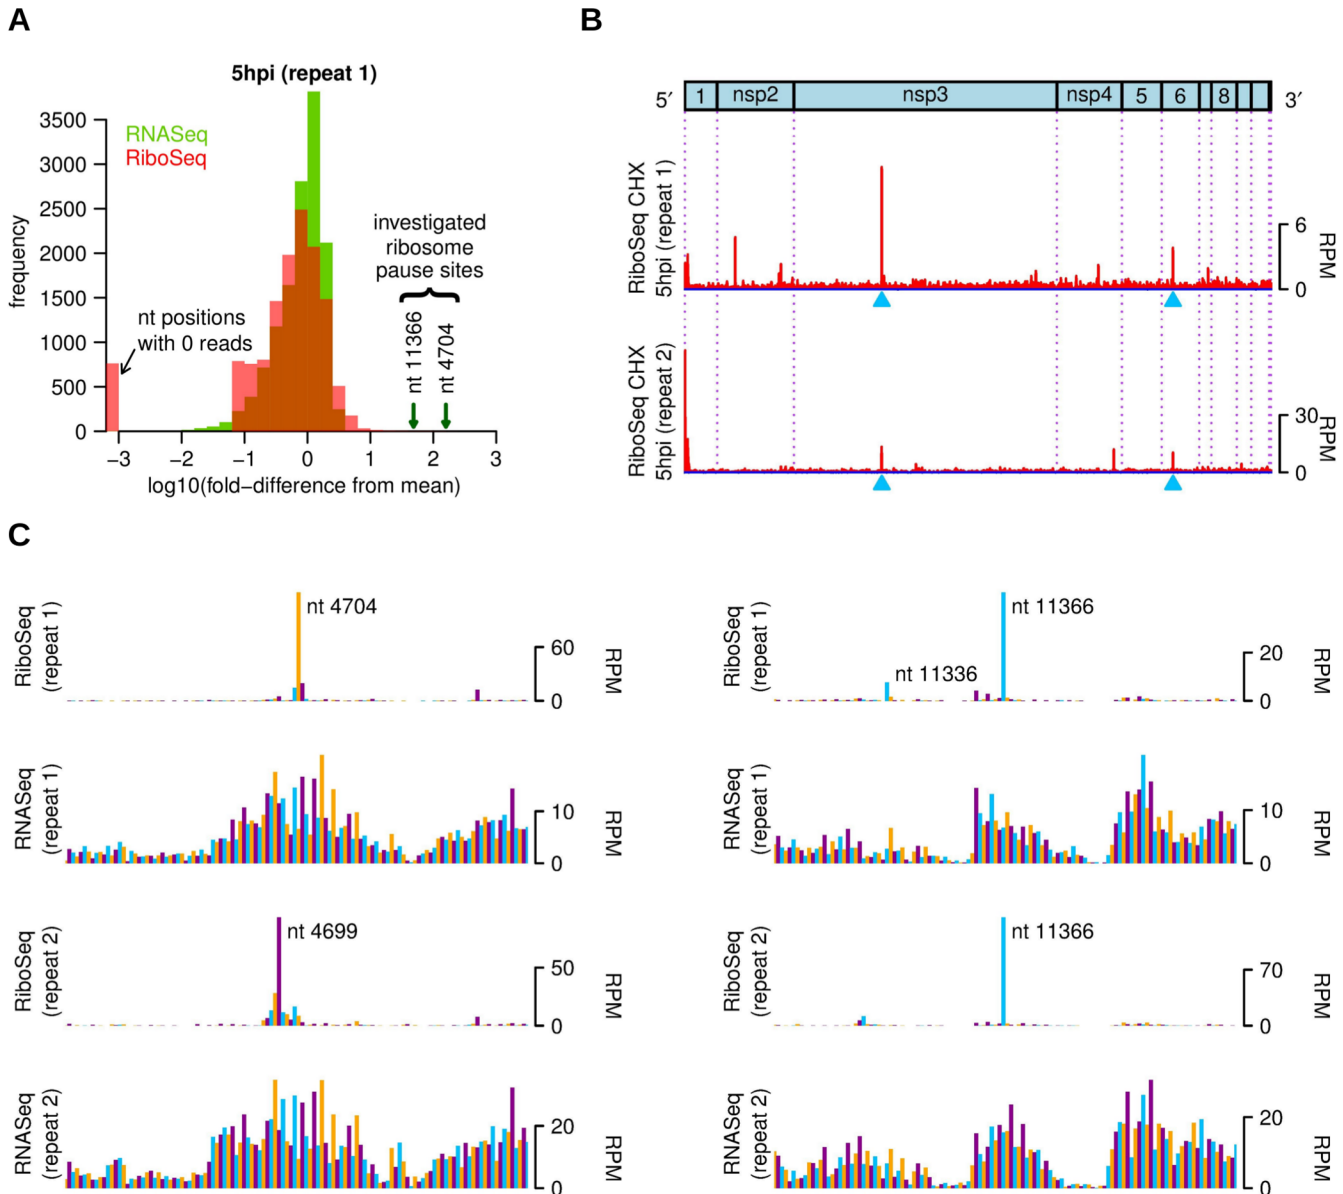 A
5hpi (repeat 1)
RNASeq
RiboSeq
frequency
3500
3000
2500
2000
1500
1000
500
0
nt positions
with 0 reads
investigated
ribosome
pause sites
nt 11366
nt 4704
−3
−2
−1
0
1
2
3
log10(fold−difference from mean)
B
5′
1
nsp2
nsp3
nsp4
5
6
8
3′
RiboSeq CHX
5hpi (repeat 1)
6
0
RPM
RiboSeq CHX
5hpi (repeat 2)
30
0
RPM
C
RiboSeq
(repeat 1)
nt 4704
60
0
RPM
RiboSeq
(repeat 1)
nt 11336
nt 11366
20
0
RPM
RNASeq
(repeat 1)
10
0
RPM
RNASeq
(repeat 1)
10
0
RPM
RiboSeq
(repeat 2)
nt 4699
50
0
RPM
RiboSeq
(repeat 2)
nt 11366
70
0
RPM
RNASeq
(repeat 2)
20
0
RPM
RNASeq
(repeat 2)
20
0
RPM